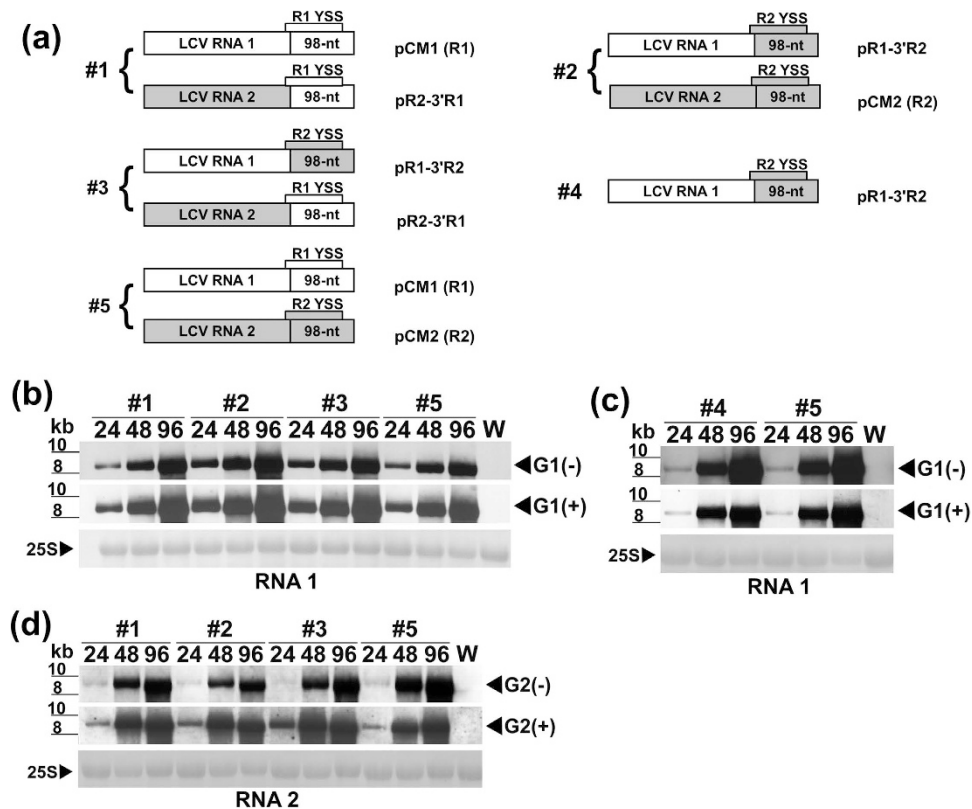 (a)
#1
R1 YSS
LCV RNA 1 98-nt pCM1 (R1)
R1 YSS
LCV RNA 2 98-nt pR2-3'R1
#2
R2 YSS
LCV RNA 1 98-nt pR1-3'R2
R2 YSS
LCV RNA 2 98-nt pCM2 (R2)
#3
R2 YSS
LCV RNA 1 98-nt pR1-3'R2
R1 YSS
LCV RNA 2 98-nt pR2-3'R1
#4
R2 YSS
LCV RNA 1 98-nt pR1-3'R2
#5
R1 YSS
LCV RNA 1 98-nt pCM1 (R1)
R2 YSS
LCV RNA 2 98-nt pCM2 (R2)
(b)
#1 #2 #3 #5
kb 24 48 96 24 48 96 24 48 96 24 48 96 W
10
8 G1(-)
10
8 G1(+)
25S
RNA 1
(c)
#4 #5
kb 24 48 96 24 48 96 W
10
8 G1(-)
10
8 G1(+)
25S
RNA 1
(d)
#1 #2 #3 #5
kb 24 48 96 24 48 96 24 48 96 24 48 96 W
10
8 G2(-)
10
8 G2(+)
25S
RNA 2